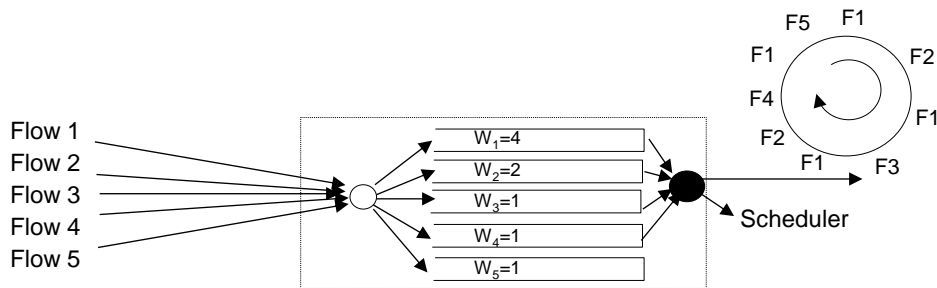 Flow 1
Flow 2
Flow 3
Flow 4
Flow 5
W₁=4
W₂=2
W₃=1
W₄=1
W₅=1
Scheduler
F1
F2
F1
F3
F1
F2
F4
F1
F5